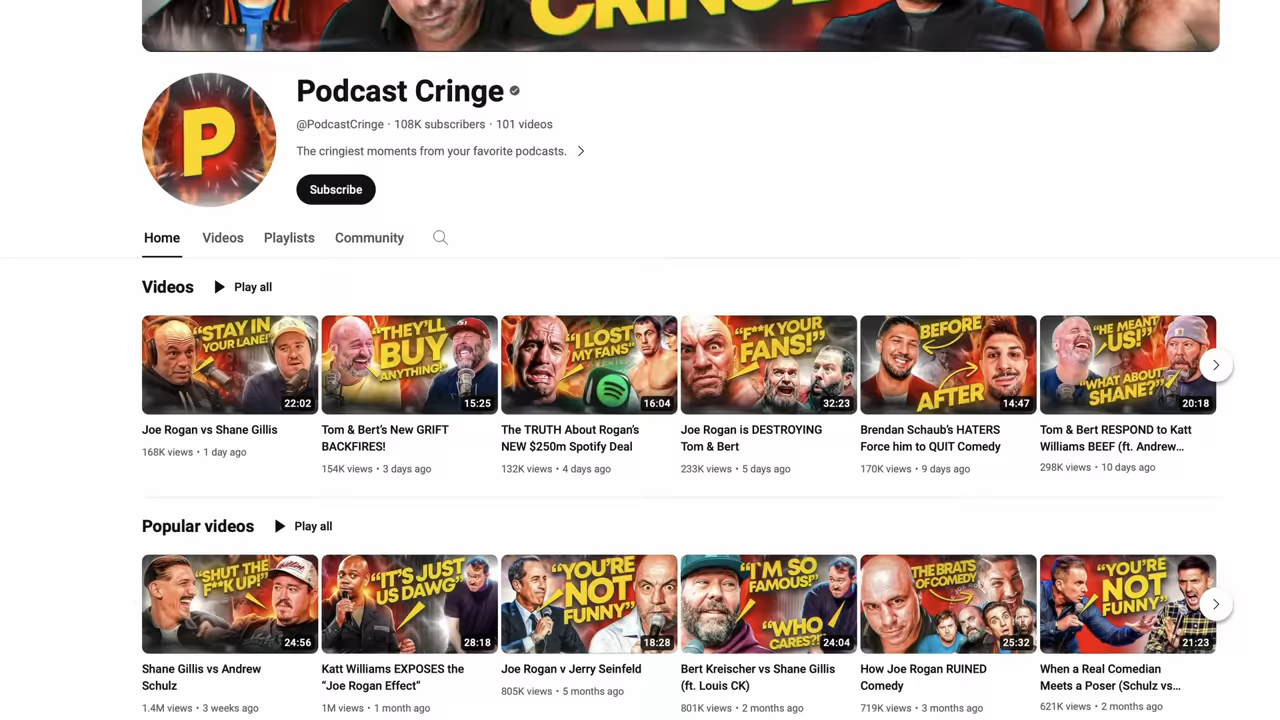 CRINGE
P
Podcast Cringe
@PodcastCringe · 108K subscribers · 101 videos
The cringiest moments from your favorite podcasts.
Subscribe
Home Videos Playlists Community
Videos Play all
"STAY IN
YOUR LANE!"
22:02
"THEY'LL
BUY
ANYTHING!"
15:25
"I LOST
MY FANS"
16:04
"F**K YOUR
FANS!"
32:23
BEFORE
AFTER
14:47
"HE MEANT
US!"
"WHAT ABOUT
SHANE?"
20:18
Joe Rogan vs Shane Gillis
168K views • 1 day ago
Tom & Bert's New GRIFT
BACKFIRES!
154K views • 3 days ago
The TRUTH About Rogan's
NEW $250m Spotify Deal
132K views • 4 days ago
Joe Rogan is DESTROYING
Tom & Bert
233K views • 5 days ago
Brendan Schaub's HATERS
Force him to QUIT Comedy
170K views • 9 days ago
Tom & Bert RESPOND to Katt
Williams BEEF (ft. Andrew...
298K views • 10 days ago
Popular videos Play all
"SHUT THE
F**K UP!"
24:56
"IT'S JUST
US DAWG"
28:18
"YOU'RE
NOT
FUNNY"
18:28
"I'M SO
FAMOUS!"
"WHO
CARES?!"
24:04
THE BRATS
OF COMEDY
25:32
"YOU'RE
NOT
FUNNY"
21:23
Shane Gillis vs Andrew
Schulz
1.4M views • 3 weeks ago
Katt Williams EXPOSES the
"Joe Rogan Effect"
1M views • 1 month ago
Joe Rogan v Jerry Seinfeld
805K views • 5 months ago
Bert Kreischer vs Shane Gillis
(ft. Louis CK)
801K views • 2 months ago
How Joe Rogan RUINED
Comedy
719K views • 3 months ago
When a Real Comedian
Meets a Poser (Schulz vs...
621K views • 2 months ago